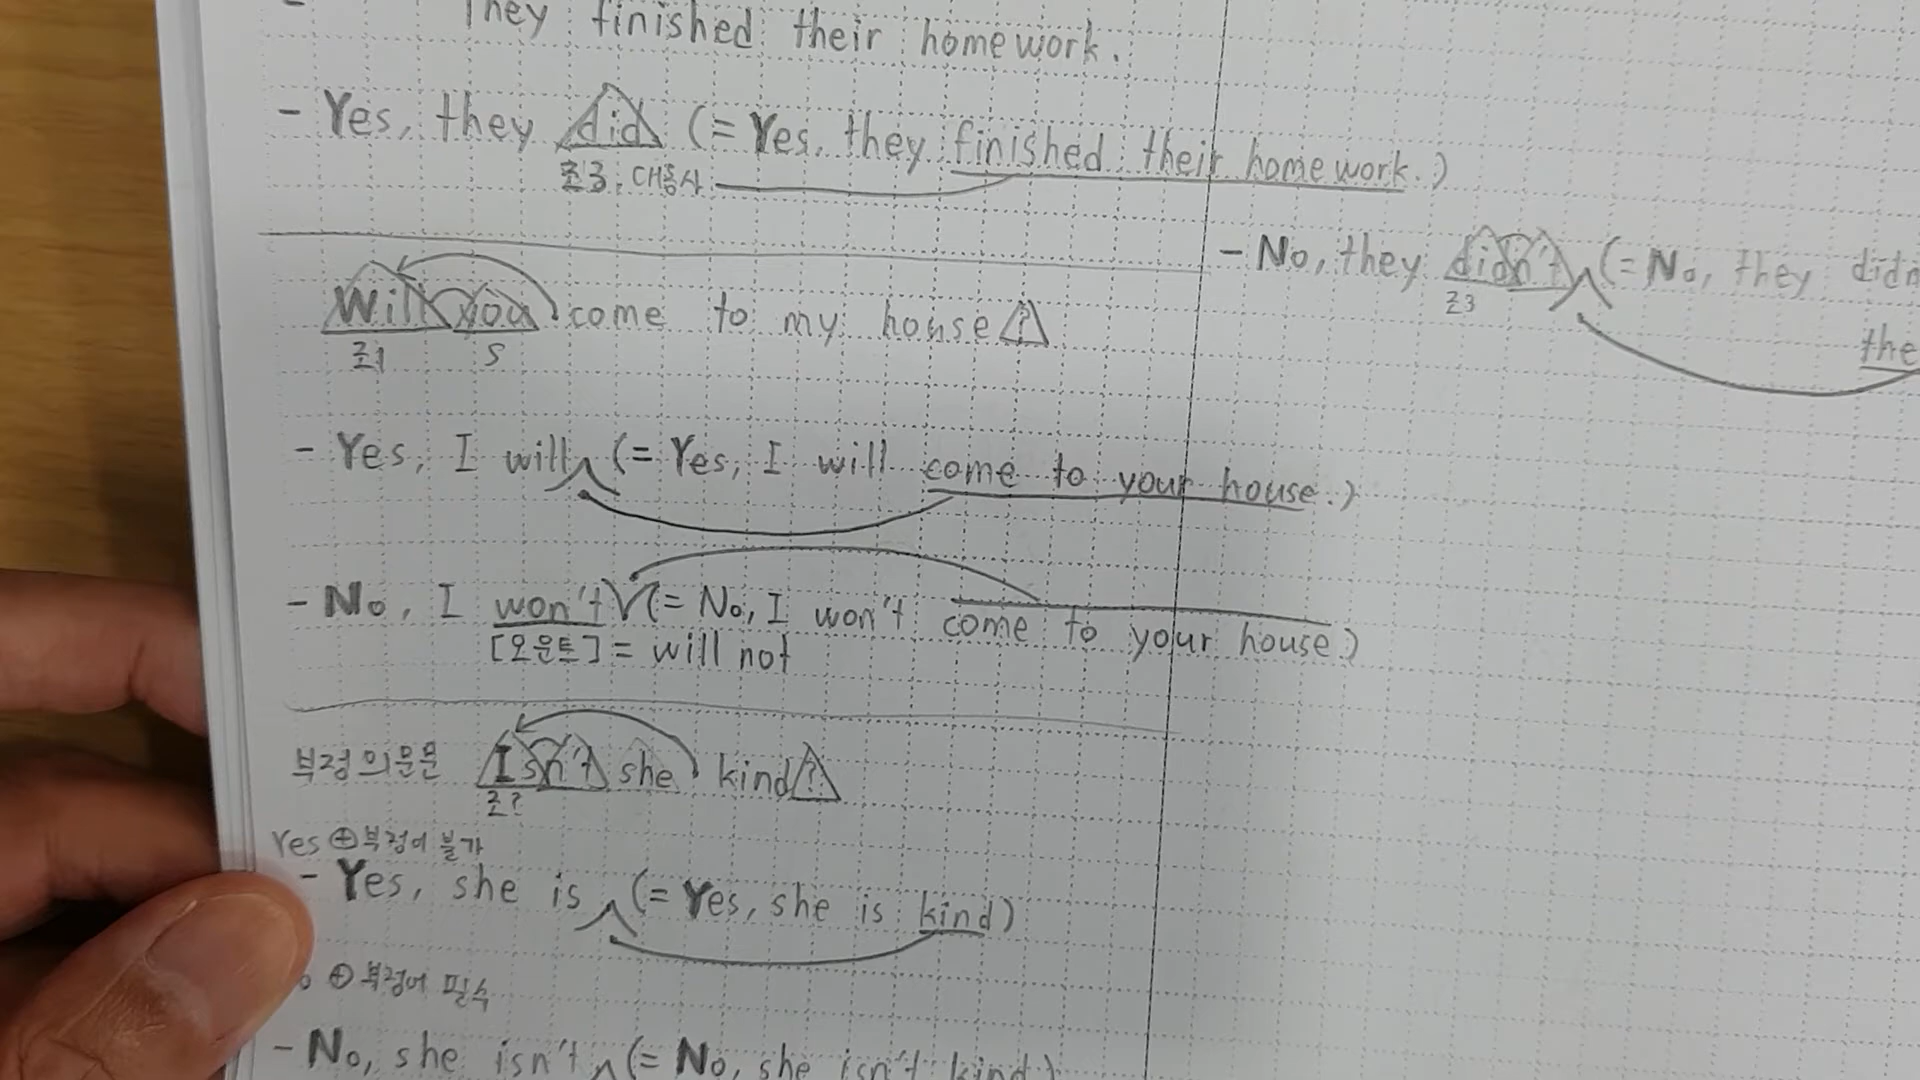 They finished their homework.
- Yes, they did (= Yes, they finished their homework.)
조3, 대동사
- No, they didn't (= No, they didn
조3
the
Will you come to my house?
조1 S
- Yes, I will (= Yes, I will come to your house.)
- No, I won't (= No, I won't come to your house.)
[오운트] = will not
부정 의문문 Isn't she kind?
조2
Yes ⊕ 부정어 불가
- Yes, she is (= Yes, she is kind)
⊕ 부정어 필수
- No, she isn't (= No, she isn't kind)